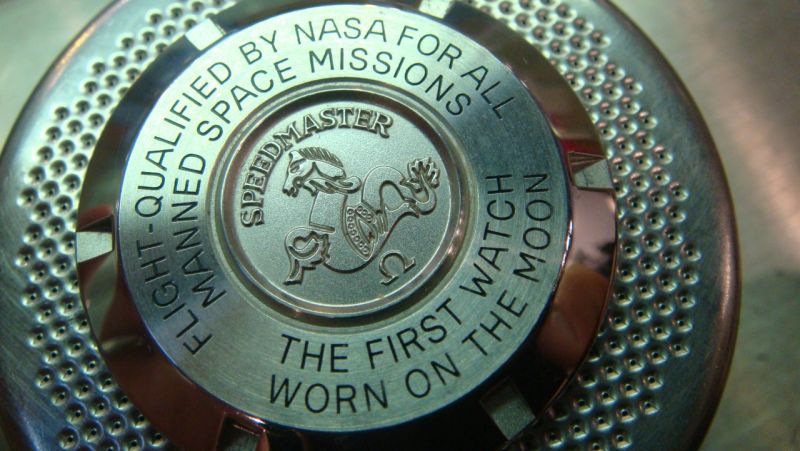 FLIGHT-QUALIFIED BY NASA FOR ALL
MANNED SPACE MISSIONS
SPEEDMASTER
Ω
THE FIRST WATCH
WORN ON THE MOON